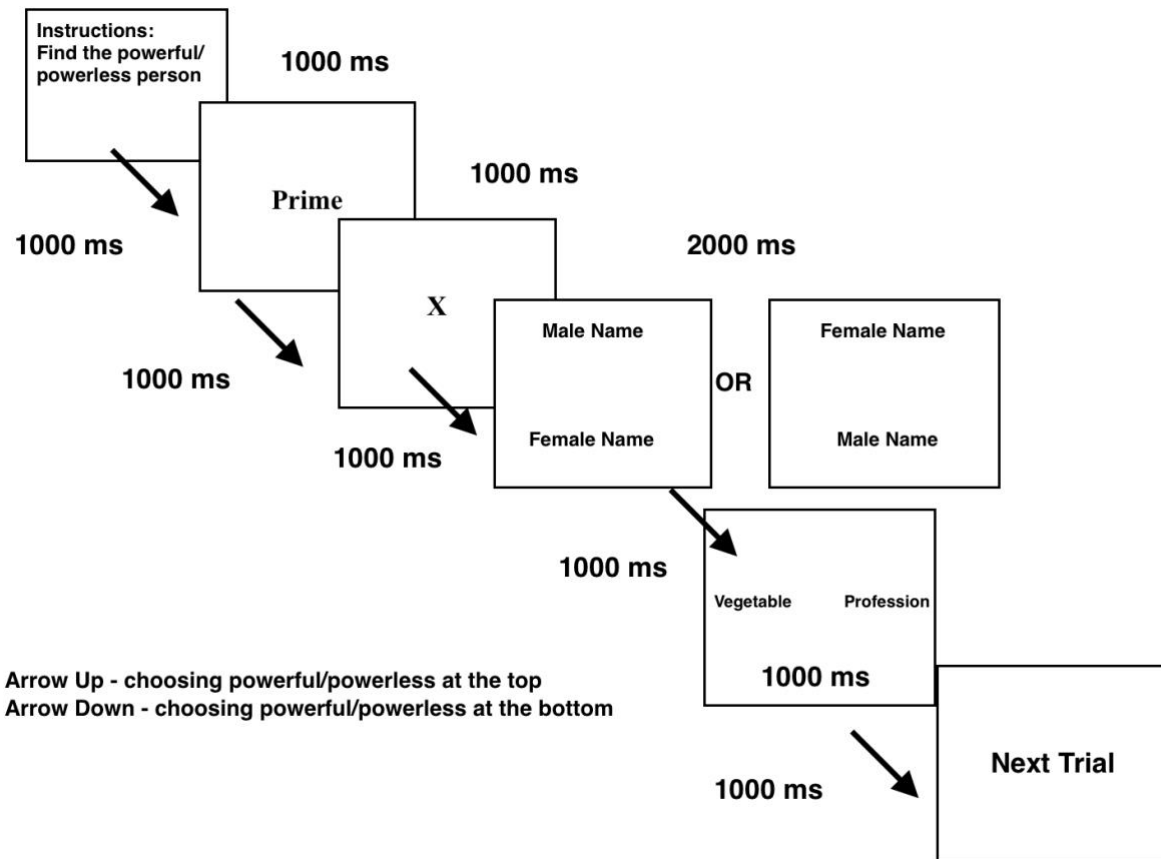 Instructions:
Find the powerful/
powerless person
1000 ms
Prime
1000 ms
1000 ms
X
1000 ms
2000 ms
Male Name
Female Name
OR
Female Name
Male Name
1000 ms
1000 ms
Vegetable Profession
1000 ms
Arrow Up - choosing powerful/powerless at the top
Arrow Down - choosing powerful/powerless at the bottom
1000 ms
Next Trial